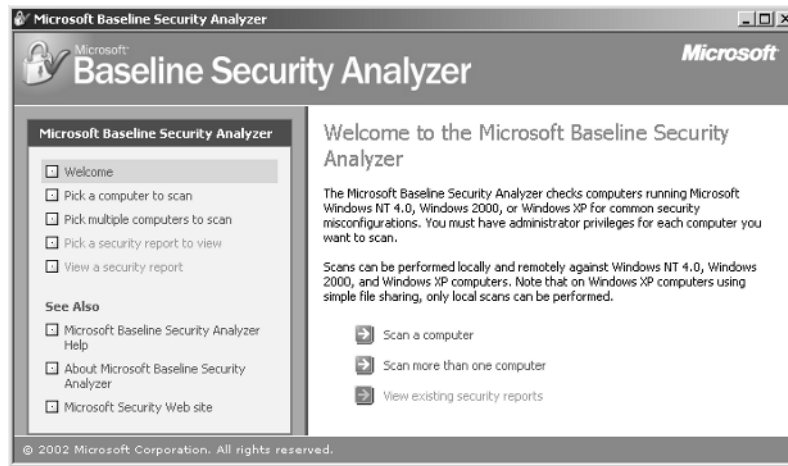 Microsoft Baseline Security Analyzer
Microsoft
Baseline Security Analyzer
Microsoft
Microsoft Baseline Security Analyzer
Welcome
Pick a computer to scan
Pick multiple computers to scan
Pick a security report to view
View a security report
See Also
Microsoft Baseline Security Analyzer
Help
About Microsoft Baseline Security
Analyzer
Microsoft Security Web site
Welcome to the Microsoft Baseline Security
Analyzer
The Microsoft Baseline Security Analyzer checks computers running Microsoft
Windows NT 4.0, Windows 2000, or Windows XP for common security
misconfigurations. You must have administrator privileges for each computer you
want to scan.
Scans can be performed locally and remotely against Windows NT 4.0, Windows
2000, and Windows XP computers. Note that on Windows XP computers using
simple file sharing, only local scans can be performed.
Scan a computer
Scan more than one computer
View existing security reports
© 2002 Microsoft Corporation. All rights reserved.